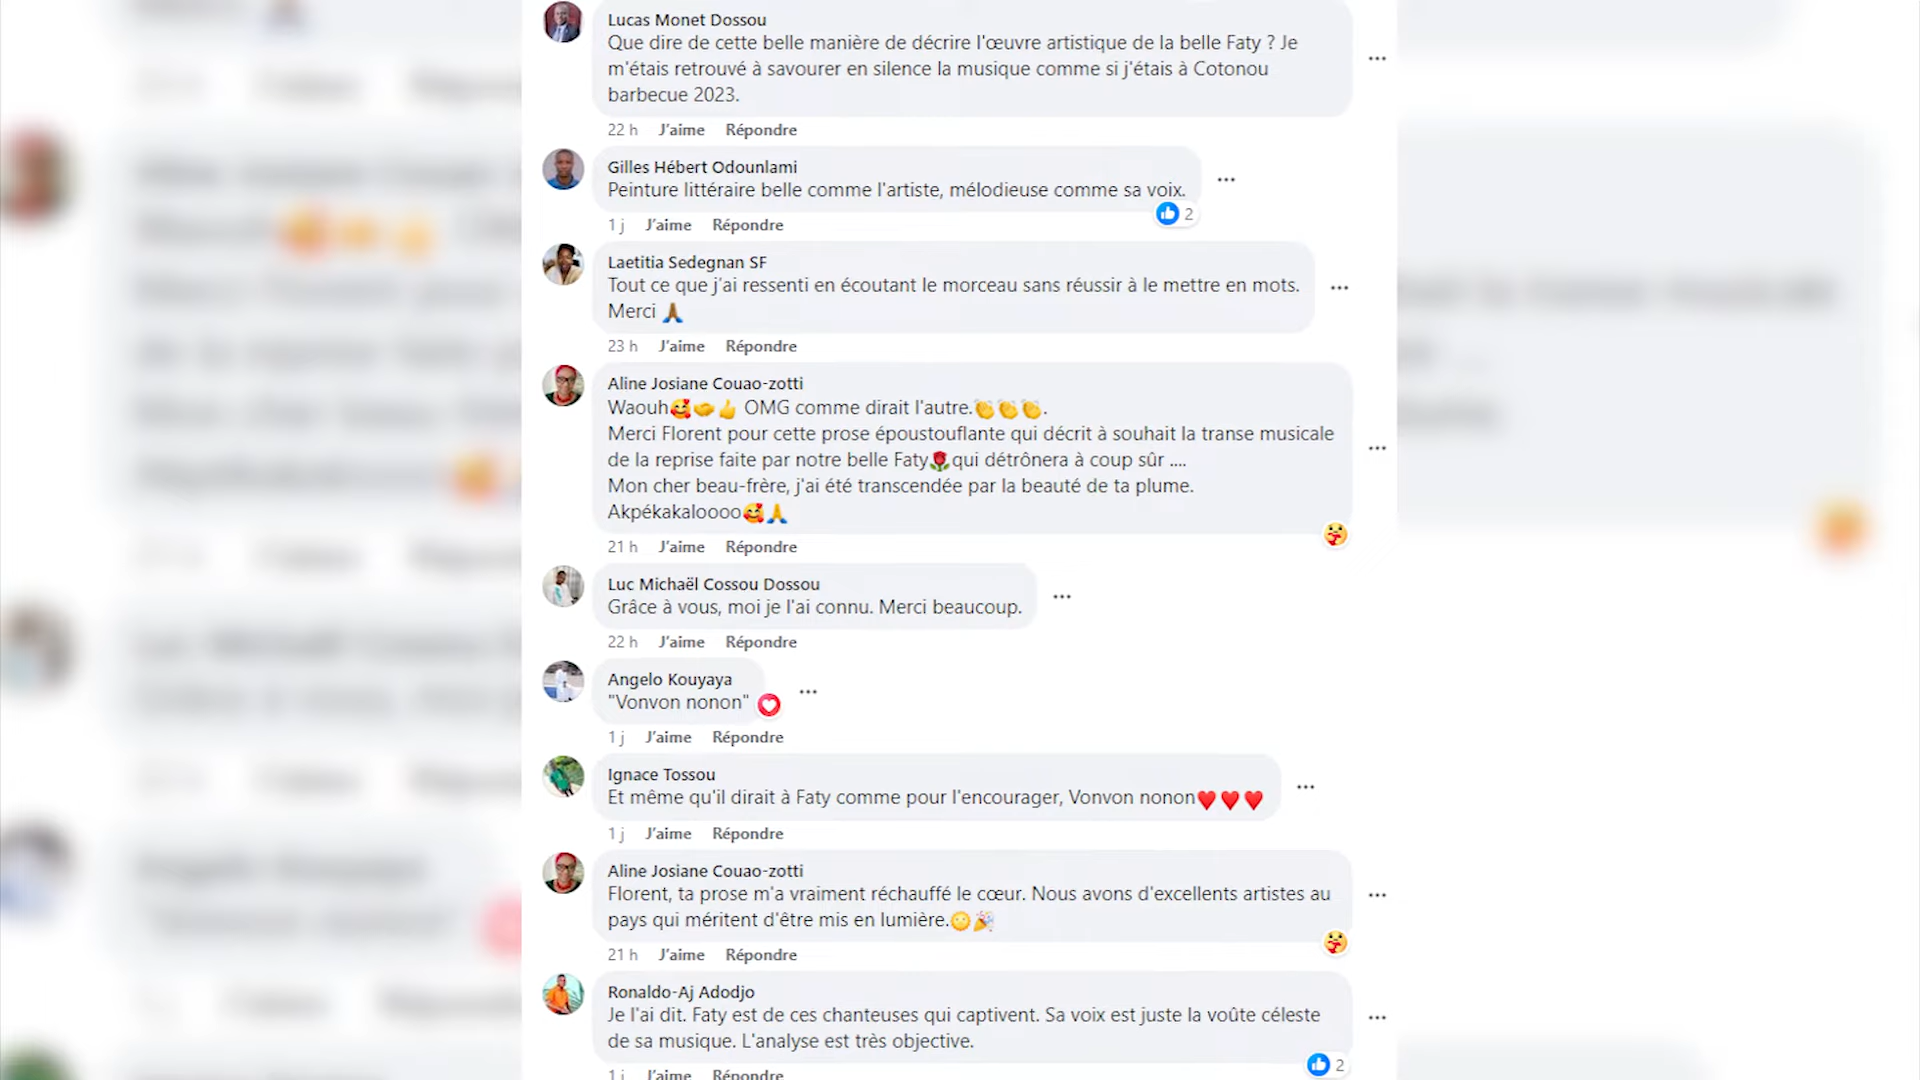 Lucas Monet Dossou
Que dire de cette belle manière de décrire l'œuvre artistique de la belle Faty ? Je
m'étais retrouvé à savourer en silence la musique comme si j'étais à Cotonou
barbecue 2023.
22 h J'aime Répondre
Gilles Hébert Odounlami
Peinture littéraire belle comme l'artiste, mélodieuse comme sa voix.
2
1 j J'aime Répondre
Laetitia Sedegnan SF
Tout ce que j'ai ressenti en écoutant le morceau sans réussir à le mettre en mots.
Merci 🙏🏾
23 h J'aime Répondre
Aline Josiane Couao-zotti
Waouh🥰🤝👍 OMG comme dirait l'autre.👏👏👏.
Merci Florent pour cette prose époustouflante qui décrit à souhait la transe musicale
de la reprise faite par notre belle Faty🌹qui détrônera à coup sûr ....
Mon cher beau-frère, j'ai été transcendée par la beauté de ta plume.
Akpékakaloooo🥰🙏
21 h J'aime Répondre
Luc Michaël Cossou Dossou
Grâce à vous, moi je l'ai connu. Merci beaucoup.
22 h J'aime Répondre
Angelo Kouyaya
"Vonvon nonon"
1 j J'aime Répondre
Ignace Tossou
Et même qu'il dirait à Faty comme pour l'encourager, Vonvon nonon♥♥♥
1 j J'aime Répondre
Aline Josiane Couao-zotti
Florent, ta prose m'a vraiment réchauffé le cœur. Nous avons d'excellents artistes au
pays qui méritent d'être mis en lumière.😶🎉
21 h J'aime Répondre
Ronaldo-Aj Adodjo
Je l'ai dit. Faty est de ces chanteuses qui captivent. Sa voix est juste la voûte céleste
de sa musique. L'analyse est très objective.
2
1 j J'aime Répondre